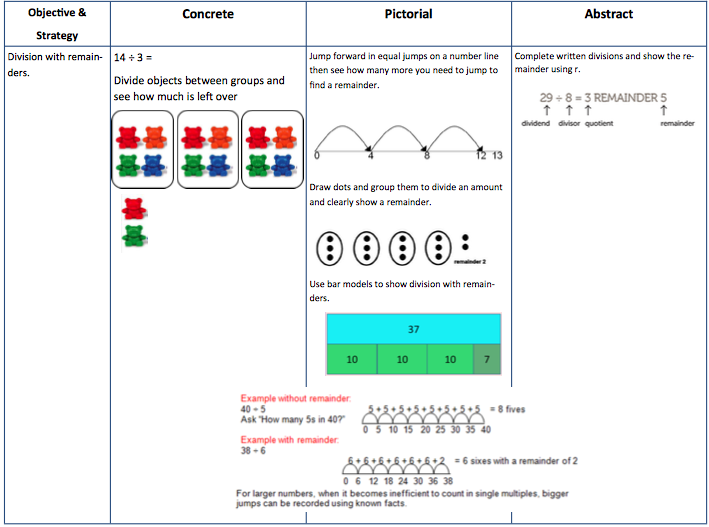 Objective &
Strategy
Concrete
Pictorial
Abstract
Division with remain-
ders.
14 ÷ 3 =
Divide objects between groups and
see how much is left over
Jump forward in equal jumps on a number line
then see how many more you need to jump to
find a remainder.
0 4 8 12 13
Draw dots and group them to divide an amount
and clearly show a remainder.
remainder 2
Use bar models to show division with remain-
ders.
37
10 10 10 7
Complete written divisions and show the re-
mainder using r.
29 ÷ 8 = 3 REMAINDER 5
dividend divisor quotient remainder
Example without remainder:
40 ÷ 5
Ask "How many 5s in 40?"
5+5+5+5+5+5+5+5 = 8 fives
0 5 10 15 20 25 30 35 40
Example with remainder:
38 ÷ 6
6+6+6+6+6+6+2 = 6 sixes with a remainder of 2
0 6 12 18 24 30 36 38
For larger numbers, when it becomes inefficient to count in single multiples, bigger
jumps can be recorded using known facts.